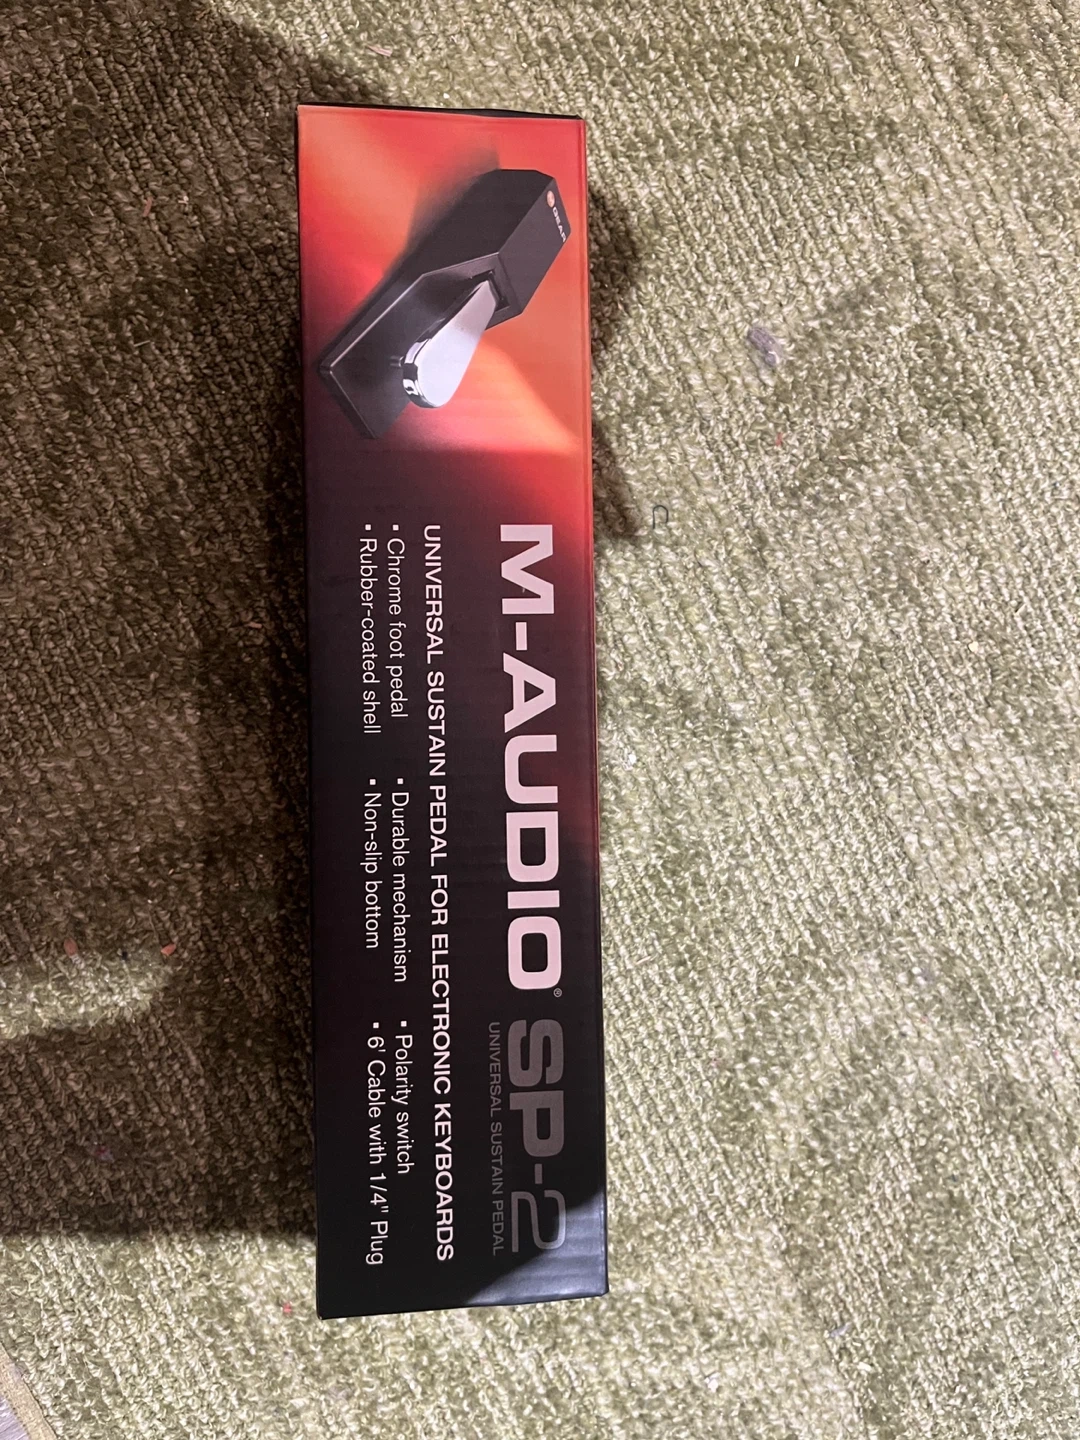 GEAR
M-AUDIO® SP-2
UNIVERSAL SUSTAIN PEDAL
UNIVERSAL SUSTAIN PEDAL FOR ELECTRONIC KEYBOARDS
▪ Chrome foot pedal ▪ Durable mechanism ▪ Polarity switch
▪ Rubber-coated shell ▪ Non-slip bottom ▪ 6' Cable with 1/4" Plug